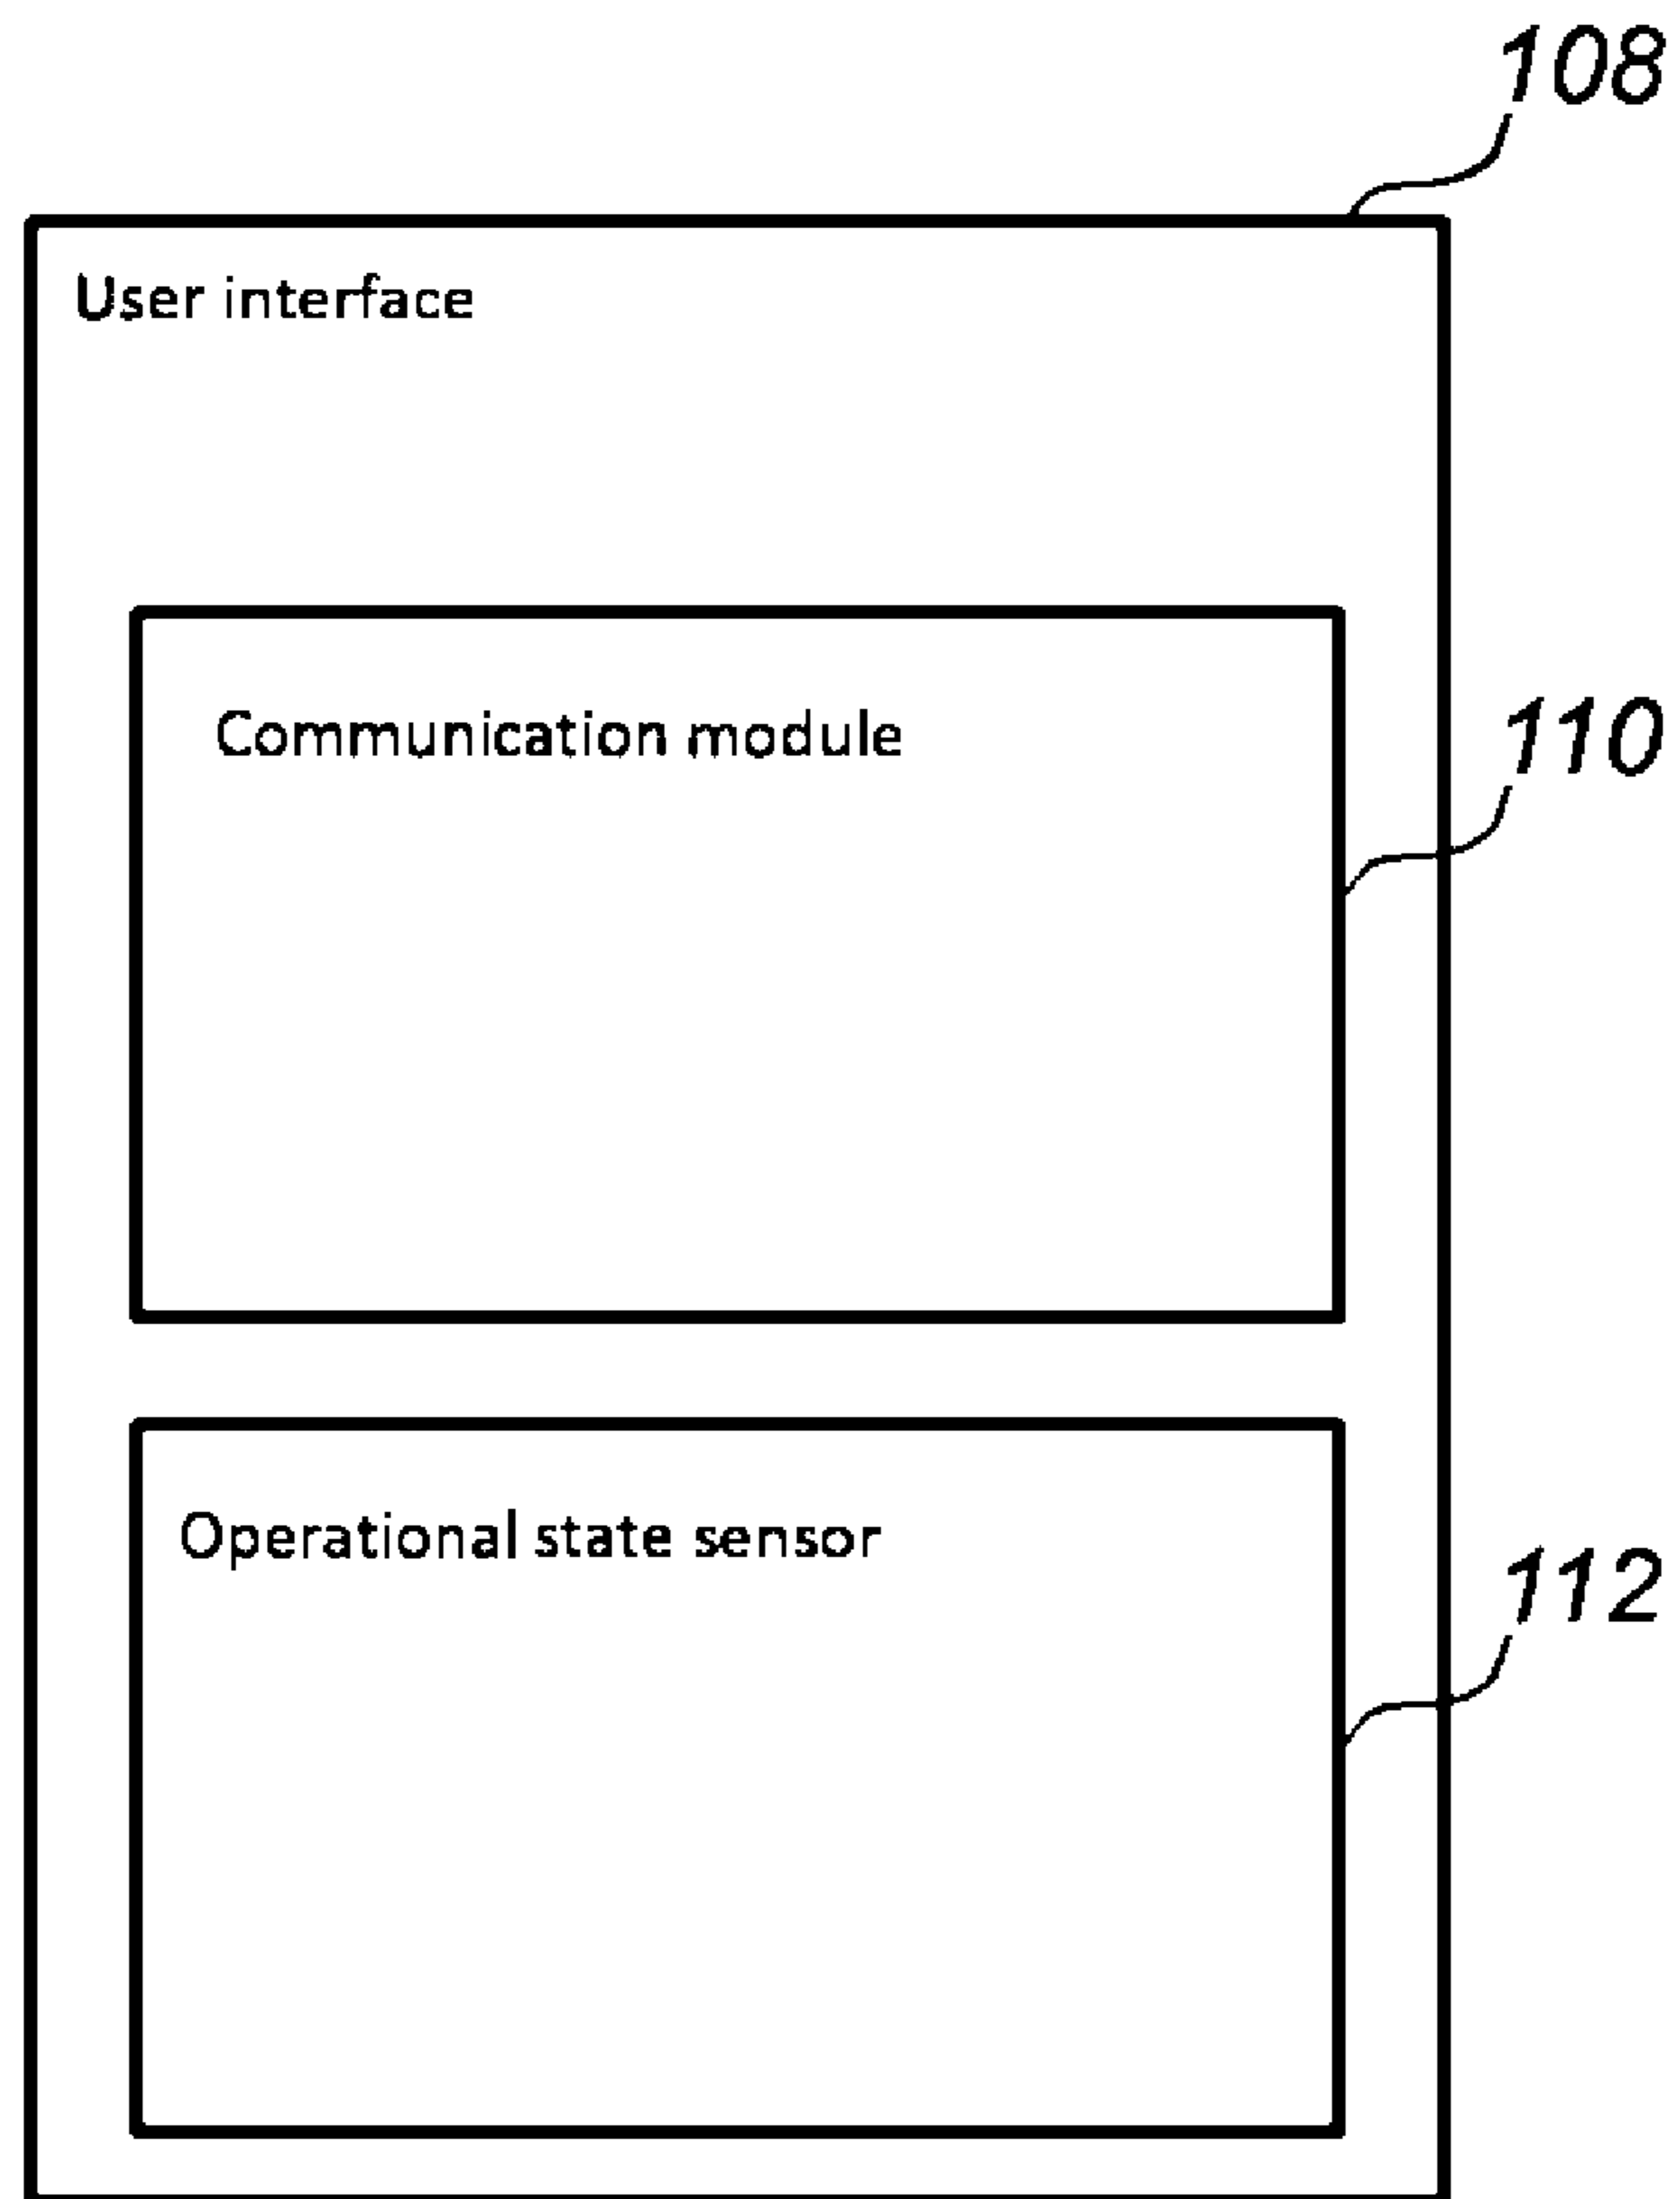 108
User interface
Communication module
110
Operational state sensor
112